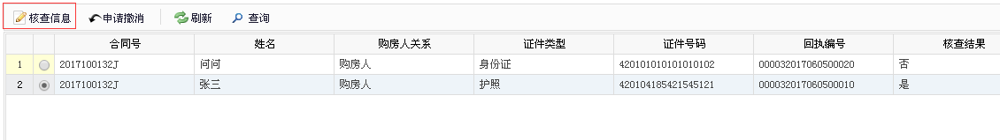 核查信息 申请撤消 刷新 查询
合同号 姓名 购房人关系 证件类型 证件号码 回执编号 核查结果
1 2017100132J 问问 购房人 身份证 420101010101010102 000032017060500020 否
2 2017100132J 张三 购房人 护照 420104185421545121 000032017060500010 是